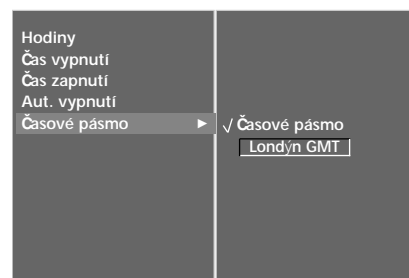 Hodiny
Čas vypnutí
Čas zapnutí
Aut. vypnutí
Časové pásmo ►
√ Časové pásmo
Londýn GMT